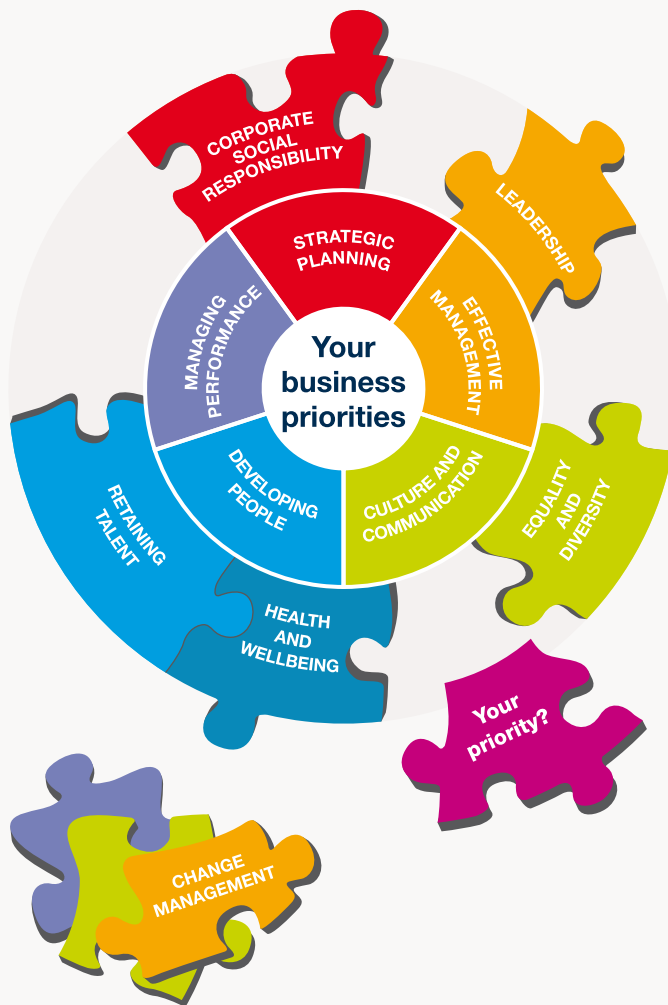 CORPORATE
SOCIAL
RESPONSIBILITY
LEADERSHIP
STRATEGIC
PLANNING
MANAGING
PERFORMANCE
EFFECTIVE
MANAGEMENT
Your
business
priorities
DEVELOPING
PEOPLE
CULTURE AND
COMMUNICATION
RETAINING
TALENT
EQUALITY
AND
DIVERSITY
HEALTH
AND
WELLBEING
Your
priority?
CHANGE
MANAGEMENT